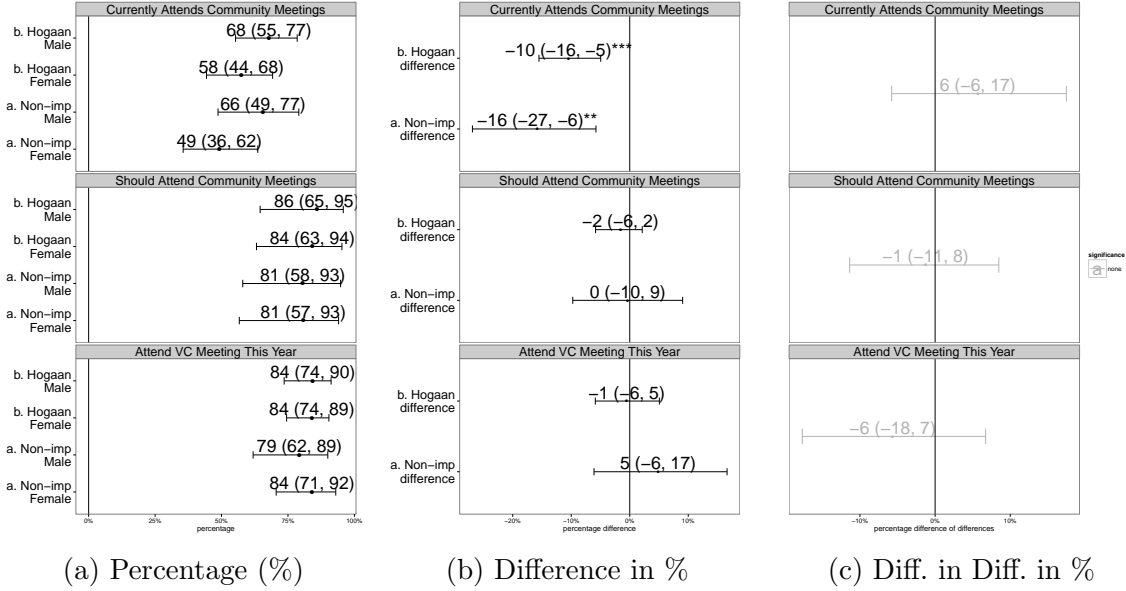 Currently Attends Community Meetings
b. Hogaan
Male
68 (55, 77)
b. Hogaan
Female
58 (44, 68)
a. Non−imp
Male
66 (49, 77)
a. Non−imp
Female
49 (36, 62)
Should Attend Community Meetings
b. Hogaan
Male
86 (65, 95)
b. Hogaan
Female
84 (63, 94)
a. Non−imp
Male
81 (58, 93)
a. Non−imp
Female
81 (57, 93)
Attend VC Meeting This Year
b. Hogaan
Male
84 (74, 90)
b. Hogaan
Female
84 (74, 89)
a. Non−imp
Male
79 (62, 89)
a. Non−imp
Female
84 (71, 92)
0% 25% 50% 75% 100%
percentage
(a) Percentage (%)
Currently Attends Community Meetings
b. Hogaan
difference
−10 (−16, −5)***
a. Non−imp
difference
−16 (−27, −6)**
Should Attend Community Meetings
b. Hogaan
difference
−2 (−6, 2)
a. Non−imp
difference
0 (−10, 9)
Attend VC Meeting This Year
b. Hogaan
difference
−1 (−6, 5)
a. Non−imp
difference
5 (−6, 17)
−20% −10% 0% 10%
percentage difference
(b) Difference in %
Currently Attends Community Meetings
6 (−6, 17)
Should Attend Community Meetings
−1 (−11, 8)
Attend VC Meeting This Year
−6 (−18, 7)
−10% 0% 10%
percentage difference of differences
significance
a none
(c) Diff. in Diff. in %